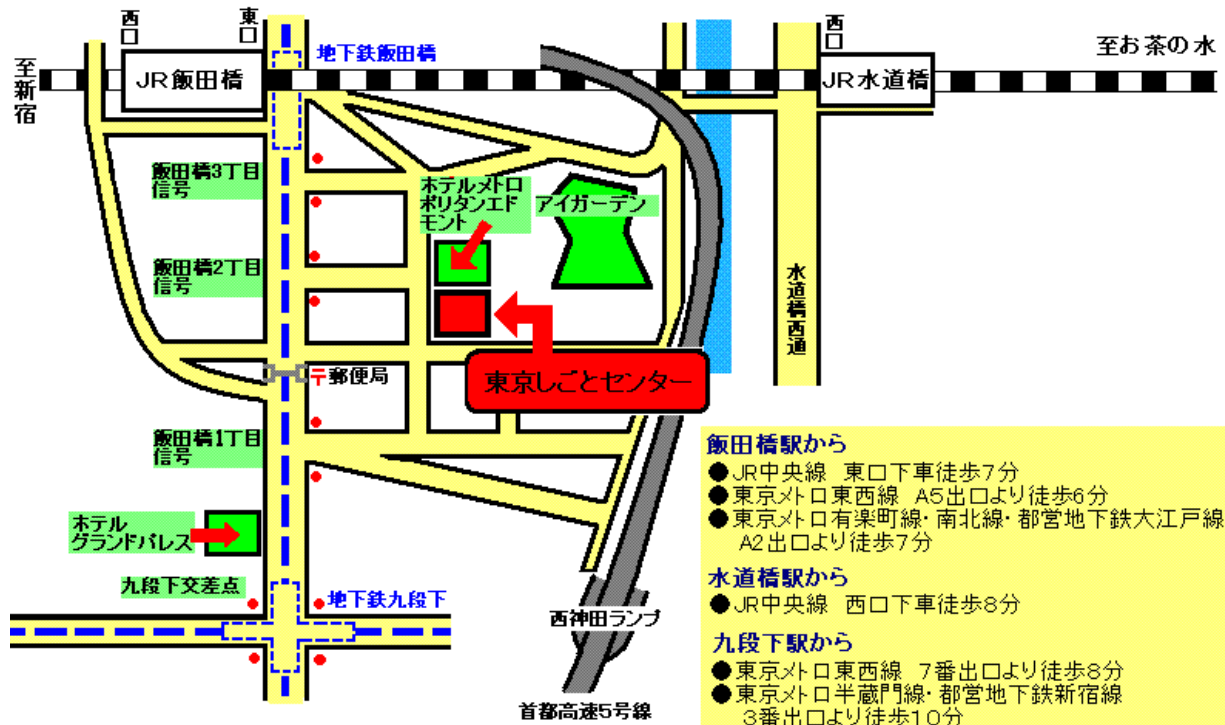 西口
東口
西口
地下鉄飯田橋
至お茶の水
至新宿
JR飯田橋
JR水道橋
飯田橋3丁目
信号
ホテルメトロ
ポリタンエド
モント
アイガーデン
飯田橋2丁目
信号
水道橋西通
〒郵便局
東京しごとセンター
飯田橋1丁目
信号
ホテル
グランドパレス
九段下交差点
地下鉄九段下
西神田ランプ
首都高速5号線
飯田橋駅から
●JR中央線 東口下車徒歩7分
●東京メトロ東西線 A5出口より徒歩6分
●東京メトロ有楽町線・南北線・都営地下鉄大江戸線
A2出口より徒歩7分
水道橋駅から
●JR中央線 西口下車徒歩8分
九段下駅から
●東京メトロ東西線 7番出口より徒歩8分
●東京メトロ半蔵門線・都営地下鉄新宿線
3番出口より徒歩10分